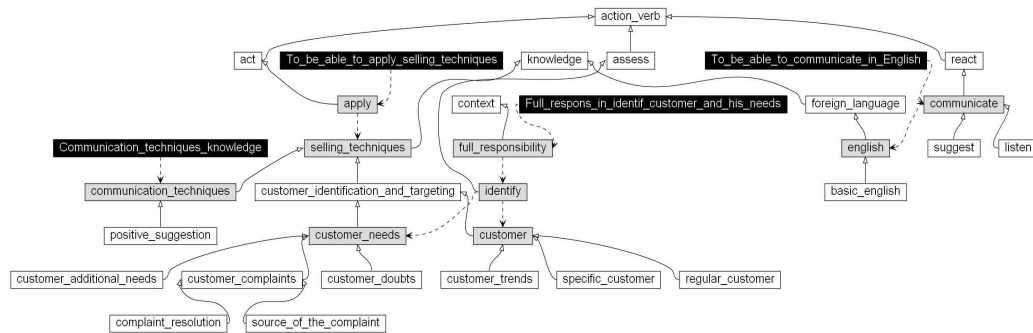 action_verb
act
To_be_able_to_apply_selling_techniques
knowledge
assess
To_be_able_to_communicate_in_English
react
apply
context
Full_respons_in_identif_customer_and_his_needs
foreign_language
communicate
Communication_techniques_knowledge
selling_techniques
full_responsibility
english
suggest
listen
communication_techniques
customer_identification_and_targeting
identify
basic_english
positive_suggestion
customer_needs
customer
customer_additional_needs
customer_complaints
customer_doubts
customer_trends
specific_customer
regular_customer
complaint_resolution
source_of_the_complaint